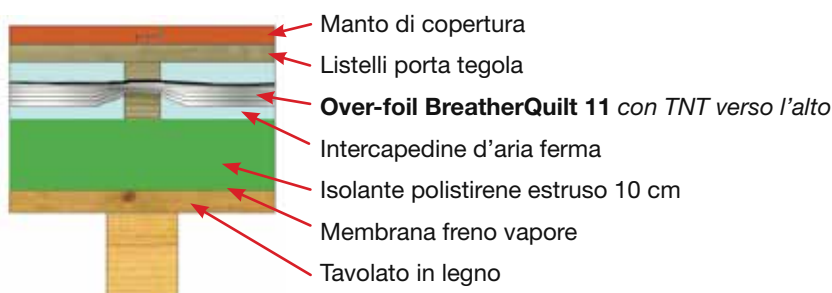 Manto di copertura
Listelli porta tegola
Over-foil BreatherQuilt 11 con TNT verso l'alto
Intercapedine d'aria ferma
Isolante polistirene estruso 10 cm
Membrana freno vapore
Tavolato in legno